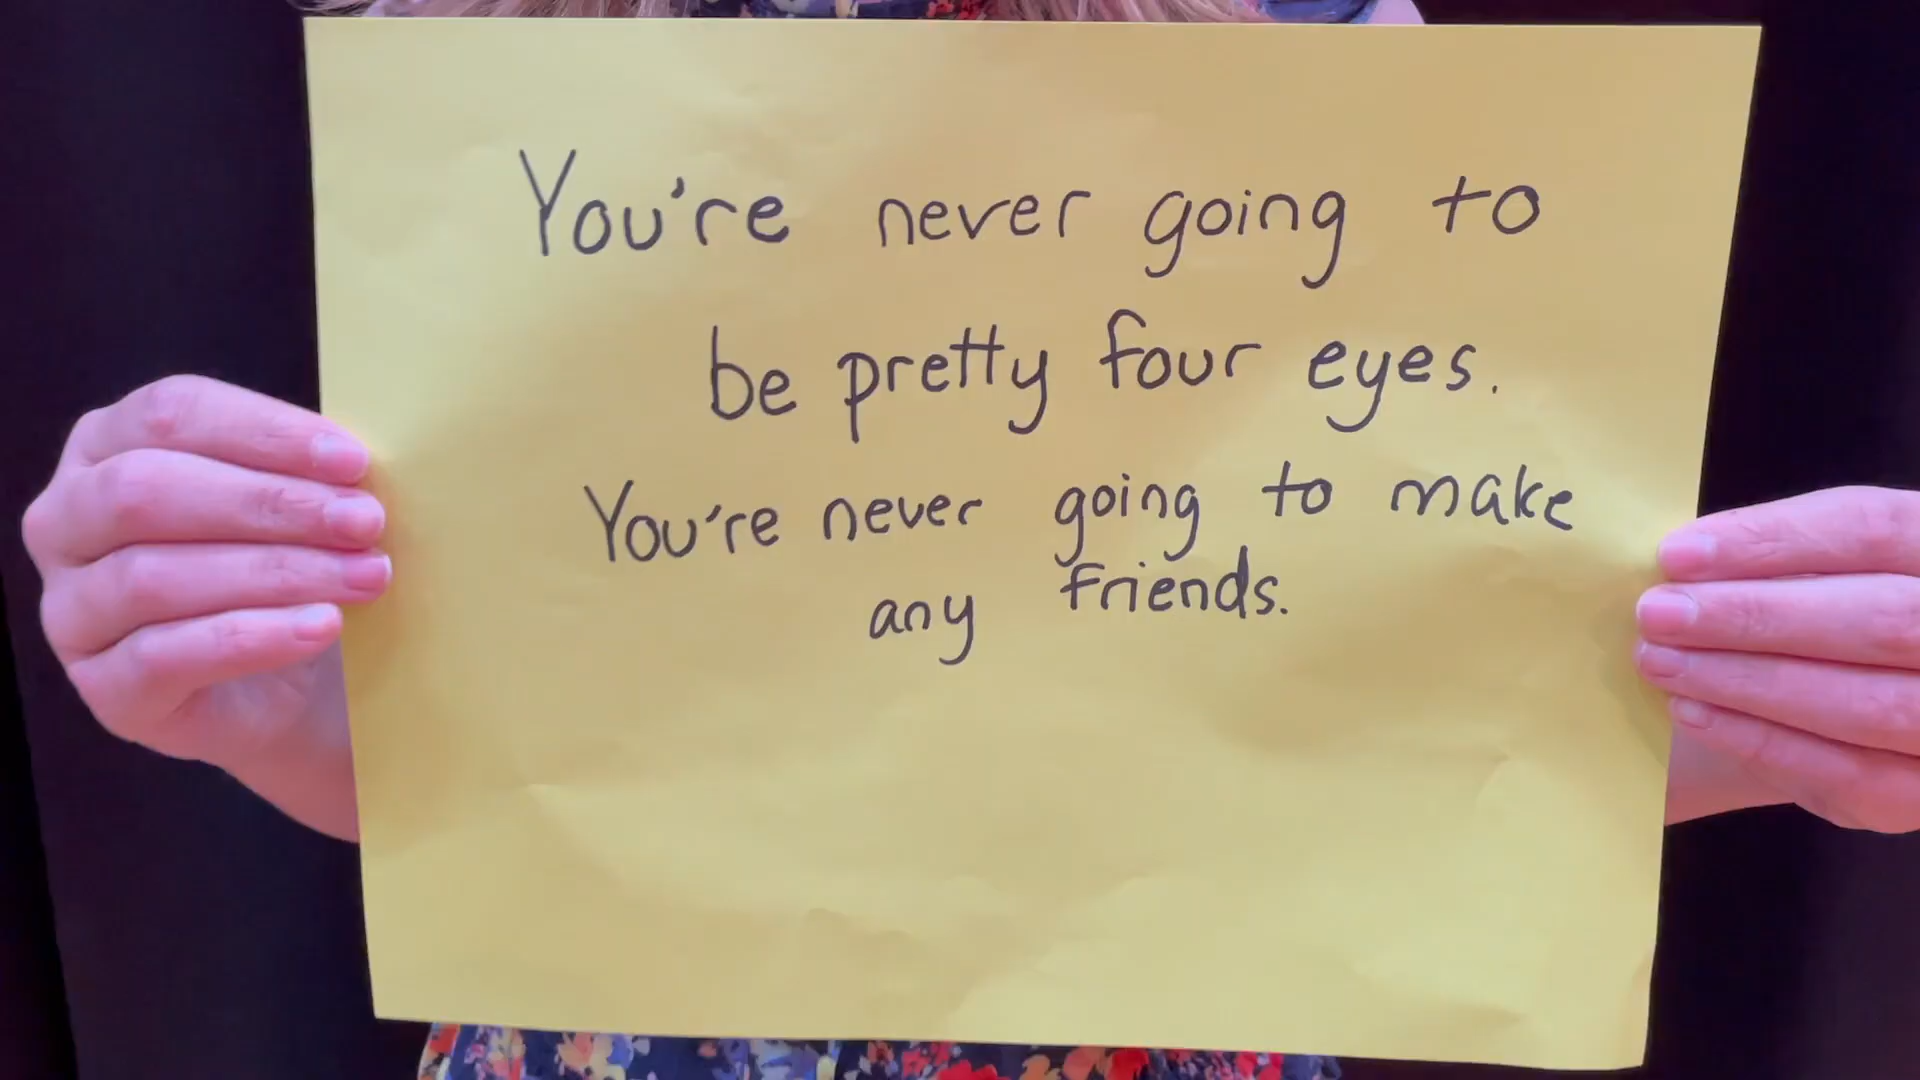 You're never going to
be pretty four eyes.
You're never going to make
any friends.